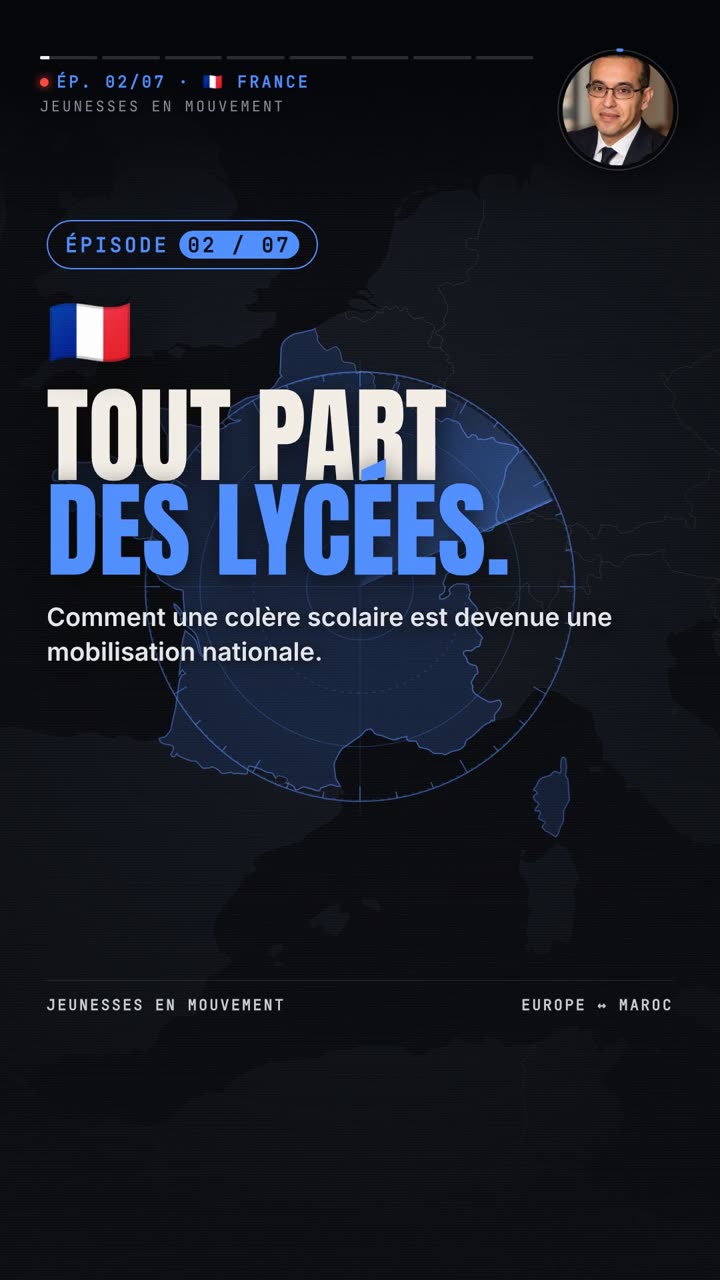 ÉP. 02/07 · 🇫🇷 FRANCE
JEUNESSES EN MOUVEMENT
ÉPISODE 02 / 07
TOUT PART
DES LYCÉES.
Comment une colère scolaire est devenue une
mobilisation nationale.
JEUNESSES EN MOUVEMENT
EUROPE ↔ MAROC